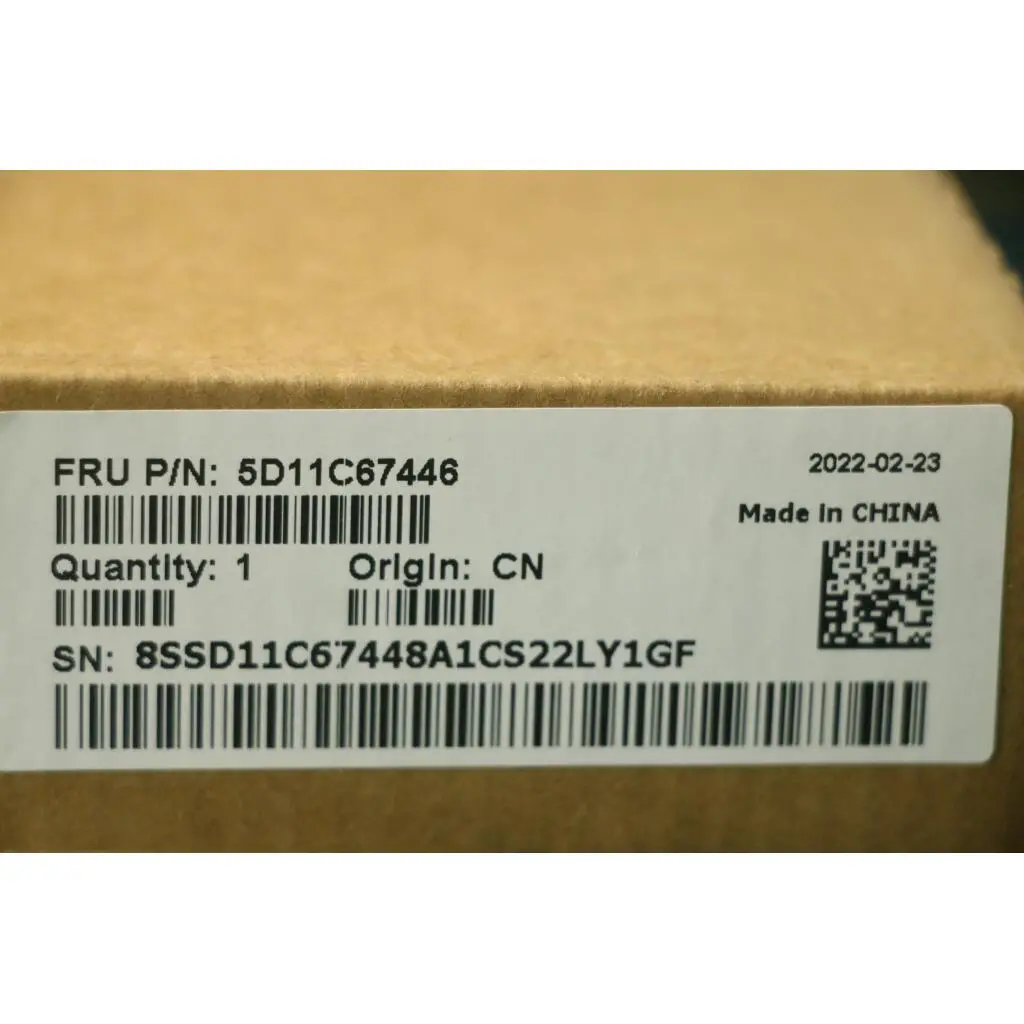 FRU P/N: 5D11C67446
2022-02-23
Made in CHINA
Quantity: 1 Origin: CN
SN: 8SSD11C67448A1CS22LY1GF